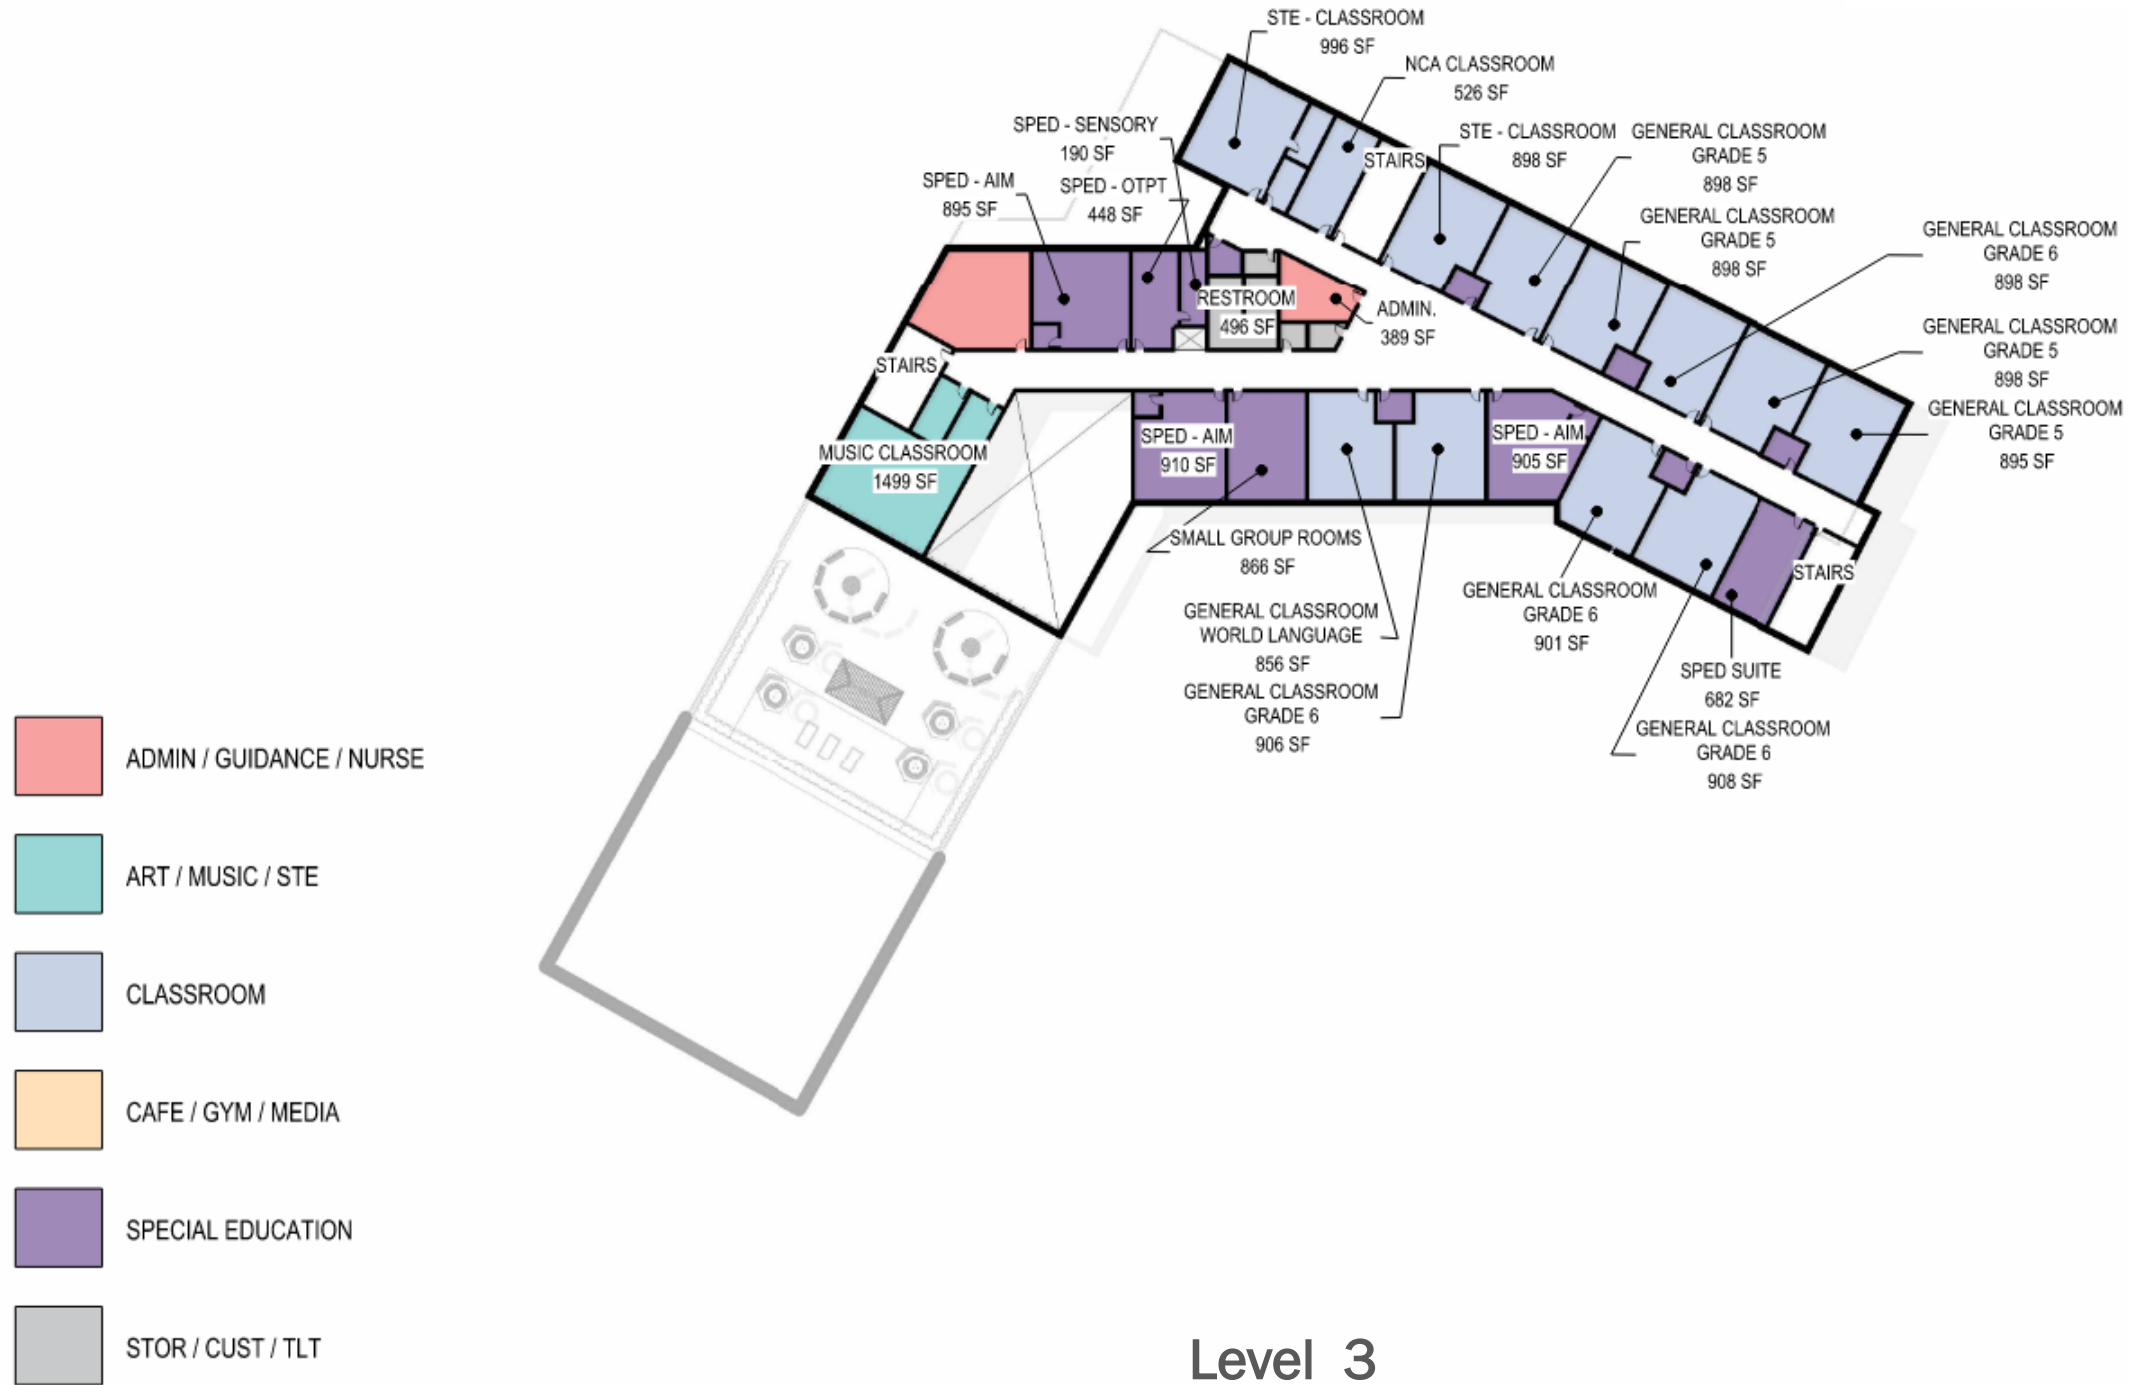 STE - CLASSROOM
996 SF
NCA CLASSROOM
526 SF
SPED - SENSORY
190 SF
STE - CLASSROOM
898 SF
GENERAL CLASSROOM
GRADE 5
898 SF
STAIRS
SPED - AIM
895 SF
SPED - OTPT
448 SF
GENERAL CLASSROOM
GRADE 5
898 SF
GENERAL CLASSROOM
GRADE 6
898 SF
RESTROOM
496 SF
ADMIN.
389 SF
GENERAL CLASSROOM
GRADE 5
898 SF
STAIRS
GENERAL CLASSROOM
GRADE 5
895 SF
MUSIC CLASSROOM
1499 SF
SPED - AIM
910 SF
SPED - AIM
905 SF
SMALL GROUP ROOMS
866 SF
STAIRS
GENERAL CLASSROOM
WORLD LANGUAGE
856 SF
GENERAL CLASSROOM
GRADE 6
901 SF
SPED SUITE
682 SF
GENERAL CLASSROOM
GRADE 6
906 SF
GENERAL CLASSROOM
GRADE 6
908 SF
ADMIN / GUIDANCE / NURSE
ART / MUSIC / STE
CLASSROOM
CAFE / GYM / MEDIA
SPECIAL EDUCATION
STOR / CUST / TLT
Level 3